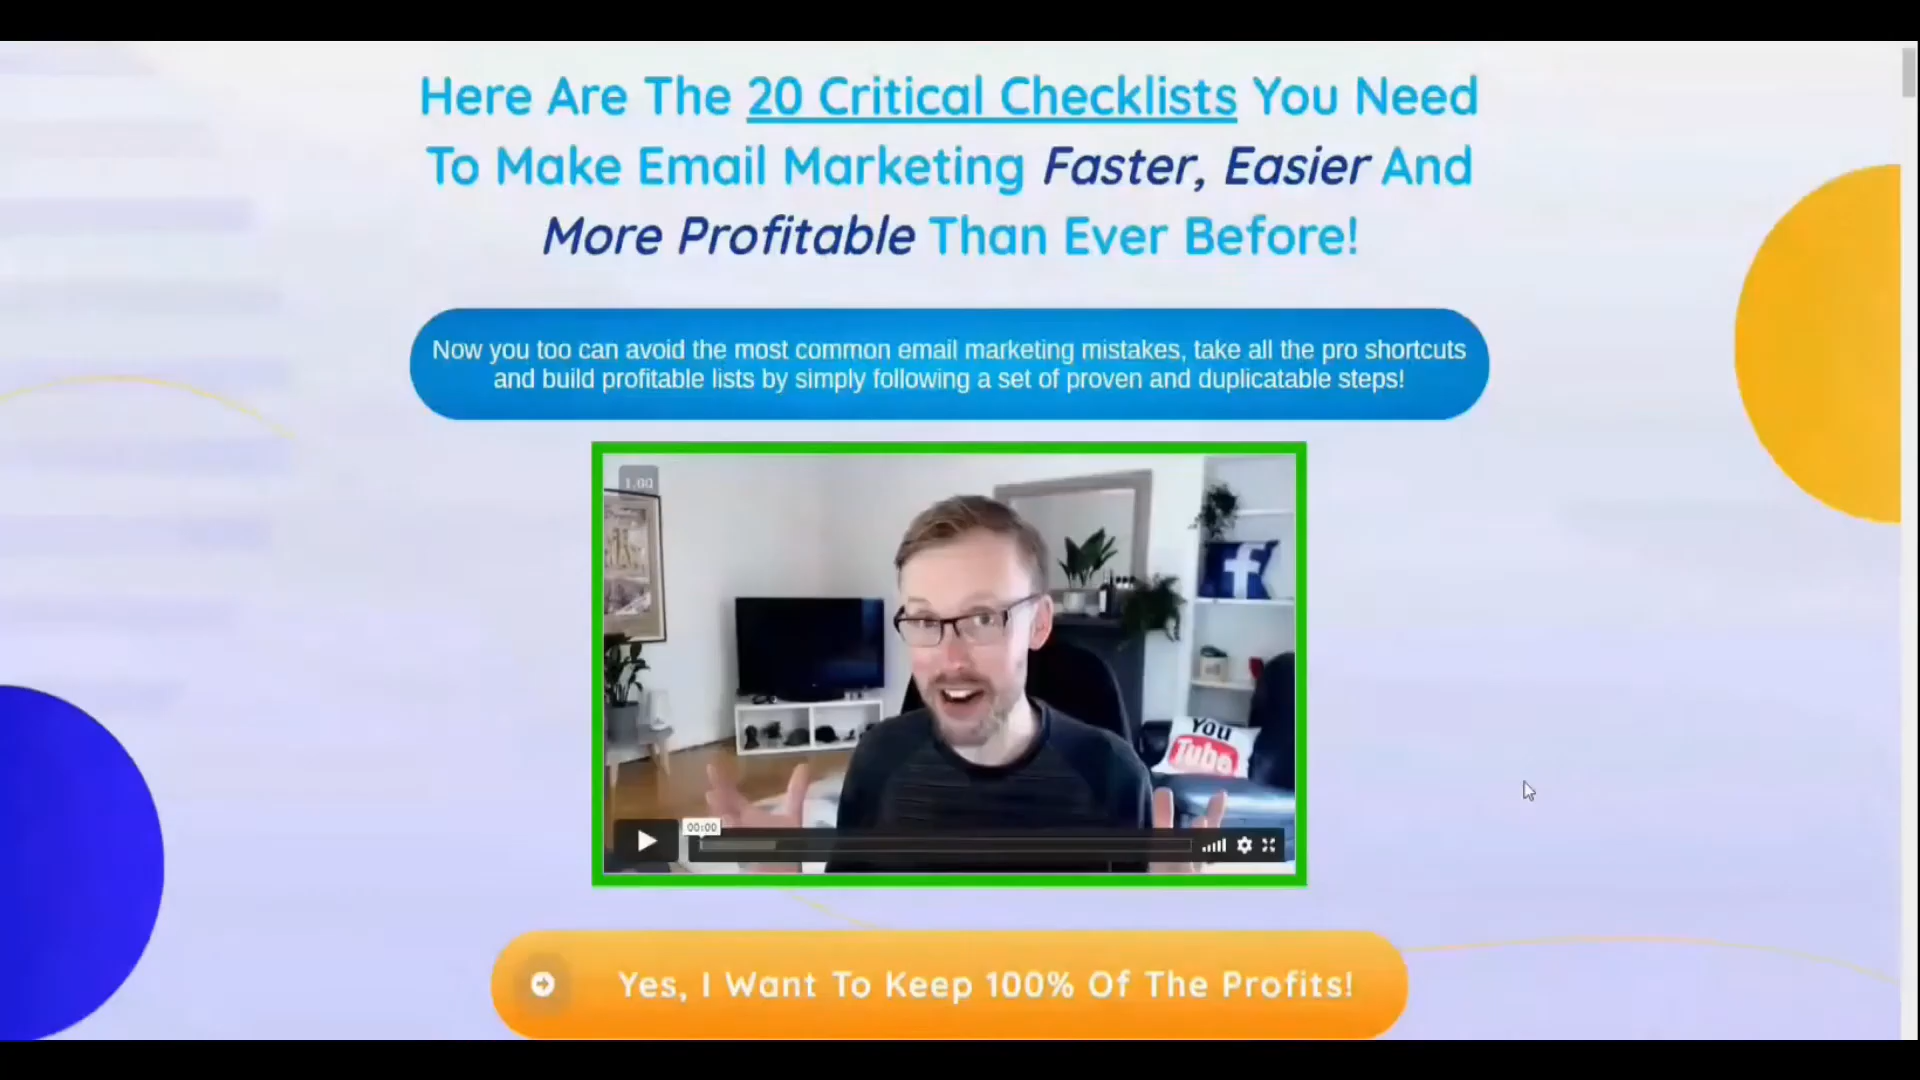 Here Are The 20 Critical Checklists You Need
To Make Email Marketing Faster, Easier And
More Profitable Than Ever Before!
Now you too can avoid the most common email marketing mistakes, take all the pro shortcuts
and build profitable lists by simply following a set of proven and duplicatable steps!
1.00
f
You
Tube
00:00
Yes, I Want To Keep 100% Of The Profits!